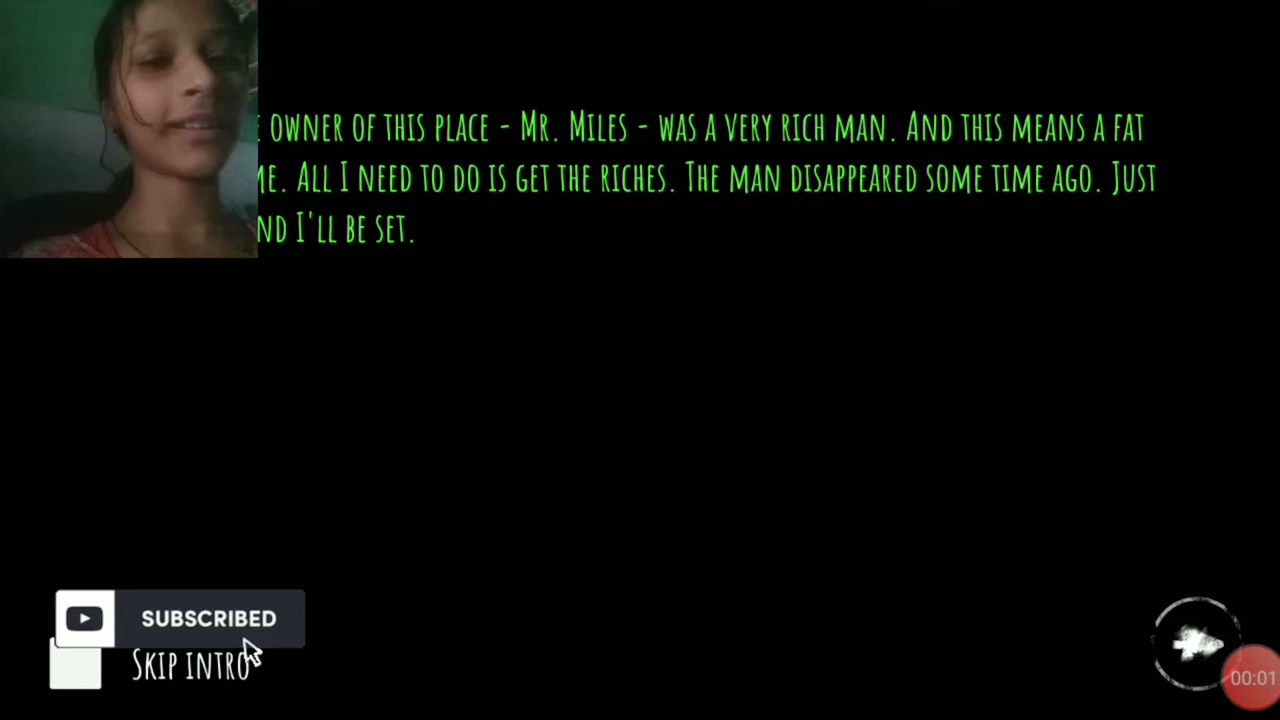 OWNER OF THIS PLACE - MR. MILES - WAS A VERY RICH MAN. AND THIS MEANS A FAT
ME. ALL I NEED TO DO IS GET THE RICHES. THE MAN DISAPPEARED SOME TIME AGO. JUST
I'LL BE SET.
SUBSCRIBED
SKIP INTRO
00:01